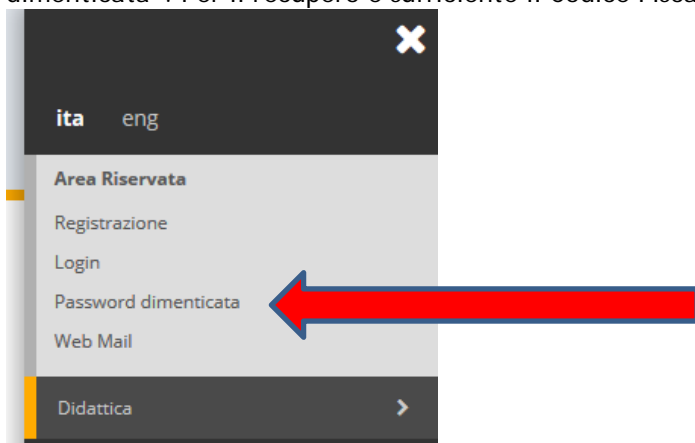 dimenticata". Per il recupero è sufficiente il Codice Fisca
ita eng
Area Riservata
Registrazione
Login
Password dimenticata
Web Mail
Didattica